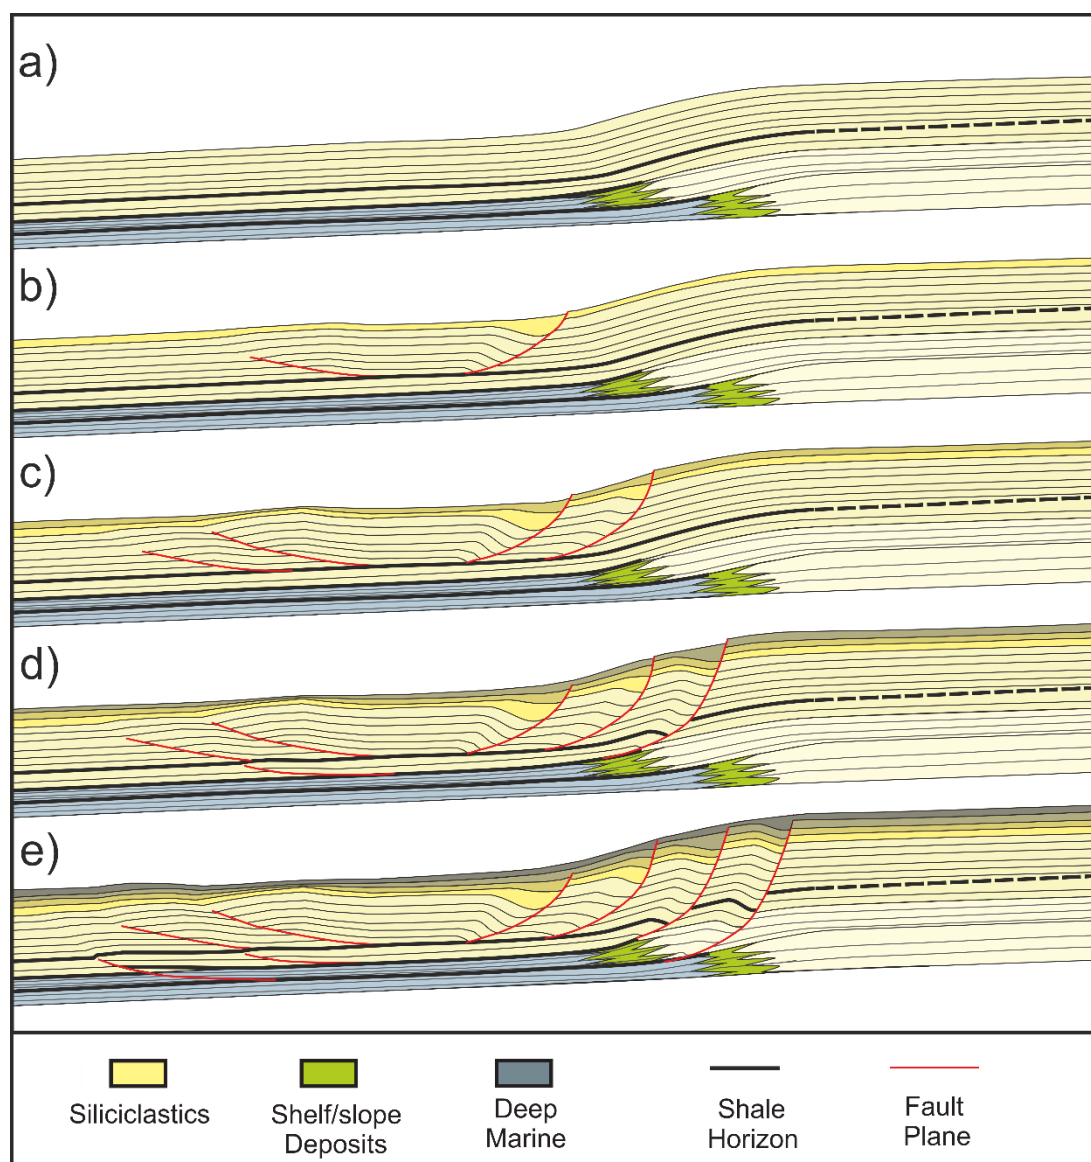 a)
b)
c)
d)
e)
Siliciclastics
Shelf/slope
Deposits
Deep
Marine
Shale
Horizon
Fault
Plane